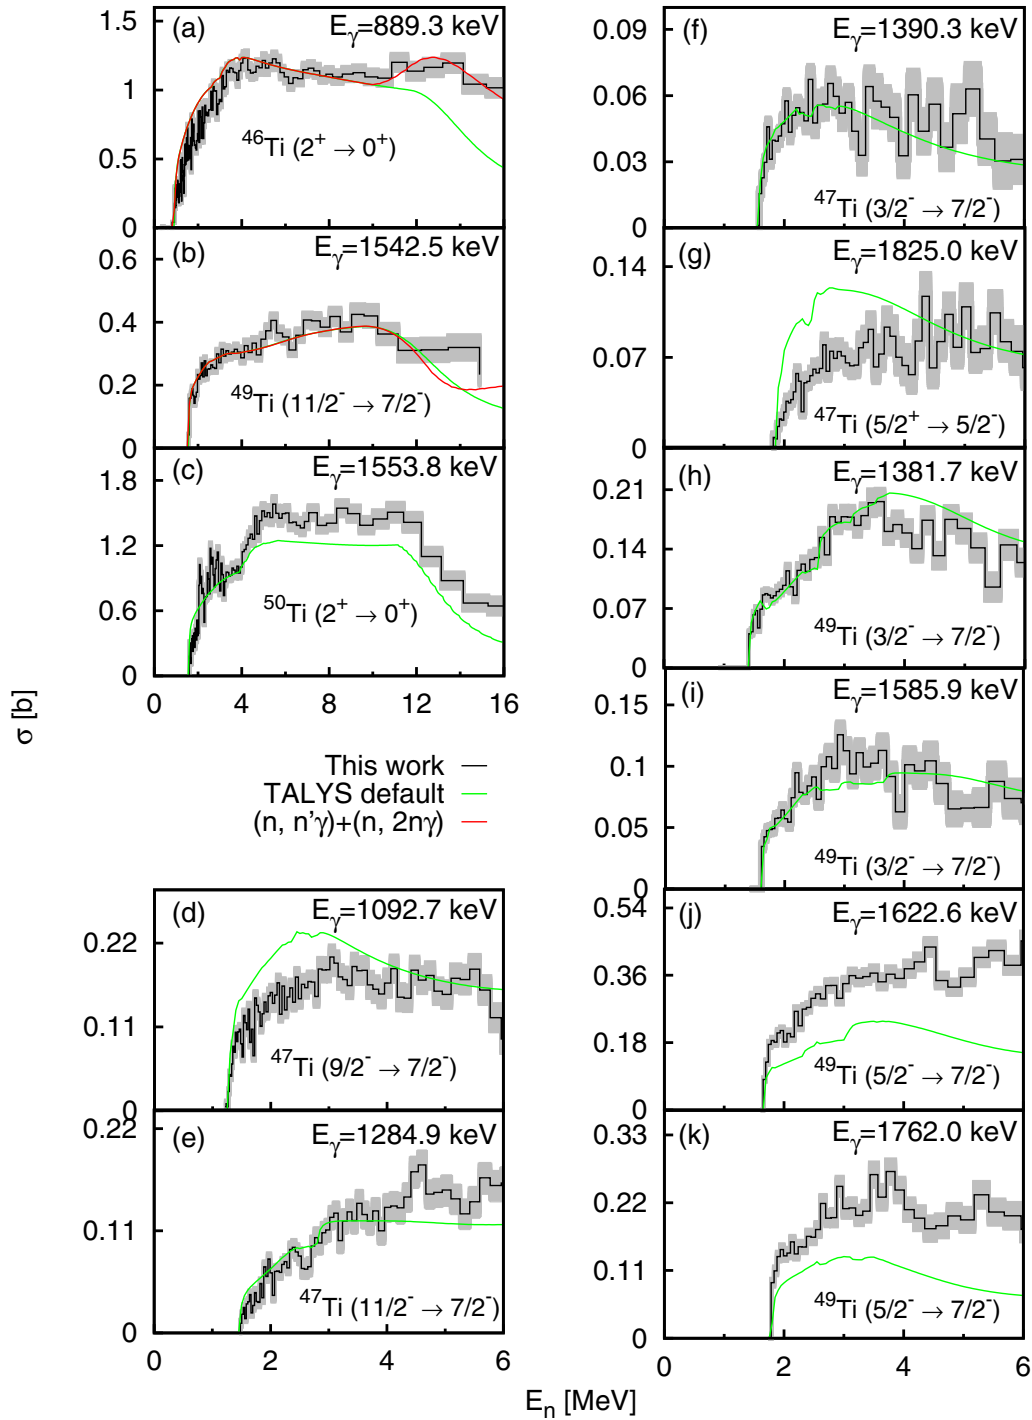 (a) Eγ=889.3 keV
1.5
1
0.5
0
⁴⁶Ti (2⁺ → 0⁺)
(b) Eγ=1542.5 keV
0.6
0.4
0.2
0
⁴⁹Ti (11/2⁻ → 7/2⁻)
(c) Eγ=1553.8 keV
1.8
1.2
0.6
0
⁵⁰Ti (2⁺ → 0⁺)
0 4 8 12 16
σ [b]
This work
TALYS default
(n, n'γ)+(n, 2nγ)
(d) Eγ=1092.7 keV
0.22
0.11
0
⁴⁷Ti (9/2⁻ → 7/2⁻)
(e) Eγ=1284.9 keV
0.22
0.11
0
⁴⁷Ti (11/2⁻ → 7/2⁻)
0 2 4 6
(f) Eγ=1390.3 keV
0.09
0.06
0.03
0
⁴⁷Ti (3/2⁻ → 7/2⁻)
(g) Eγ=1825.0 keV
0.14
0.07
0
⁴⁷Ti (5/2⁺ → 5/2⁻)
(h) Eγ=1381.7 keV
0.21
0.14
0.07
0
⁴⁹Ti (3/2⁻ → 7/2⁻)
(i) Eγ=1585.9 keV
0.15
0.1
0.05
0
⁴⁹Ti (3/2⁻ → 7/2⁻)
(j) Eγ=1622.6 keV
0.54
0.36
0.18
0
⁴⁹Ti (5/2⁻ → 7/2⁻)
(k) Eγ=1762.0 keV
0.33
0.22
0.11
0
⁴⁹Ti (5/2⁻ → 7/2⁻)
0 2 4 6
Eₙ [MeV]